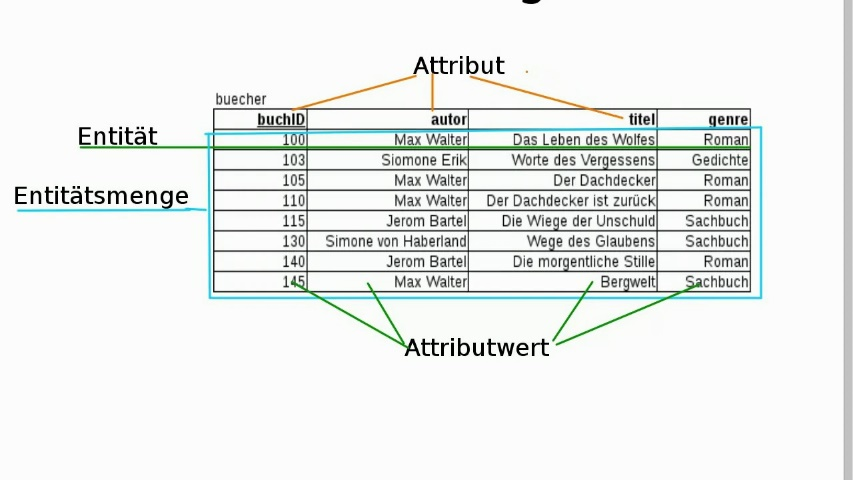 Attribut
buecher
buchID autor titel genre
Entität
100 Max Walter Das Leben des Wolfes Roman
103 Siomone Erik Worte des Vergessens Gedichte
105 Max Walter Der Dachdecker Roman
Entitätsmenge
110 Max Walter Der Dachdecker ist zurück Roman
115 Jerom Bartel Die Wiege der Unschuld Sachbuch
130 Simone von Haberland Wege des Glaubens Sachbuch
140 Jerom Bartel Die morgentliche Stille Roman
145 Max Walter Bergwelt Sachbuch
Attributwert